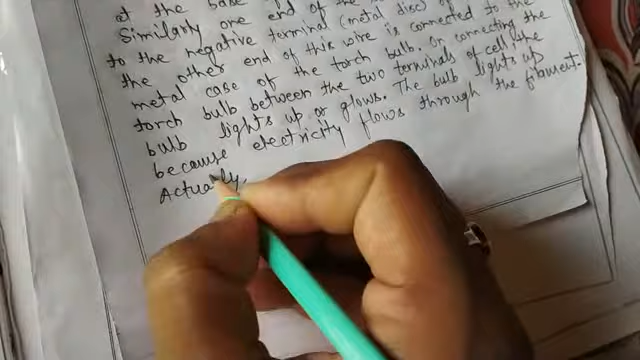 at the base
Similarly one end of the
to the negative terminal (metal disc) of
the other end of this wire is connected to the
metal case of the torch bulb. On connecting the
torch bulb between the two terminals of cell the
bulb lights up or glows. The bulb lights up
because electricity flows through the filament.
Actually,